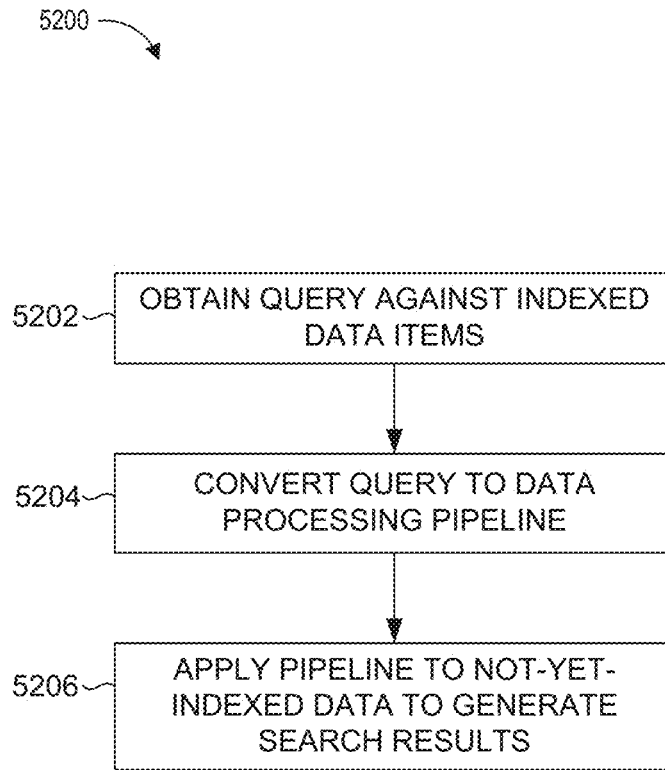 5200
5202
OBTAIN QUERY AGAINST INDEXED
DATA ITEMS
5204
CONVERT QUERY TO DATA
PROCESSING PIPELINE
5206
APPLY PIPELINE TO NOT-YET-
INDEXED DATA TO GENERATE
SEARCH RESULTS